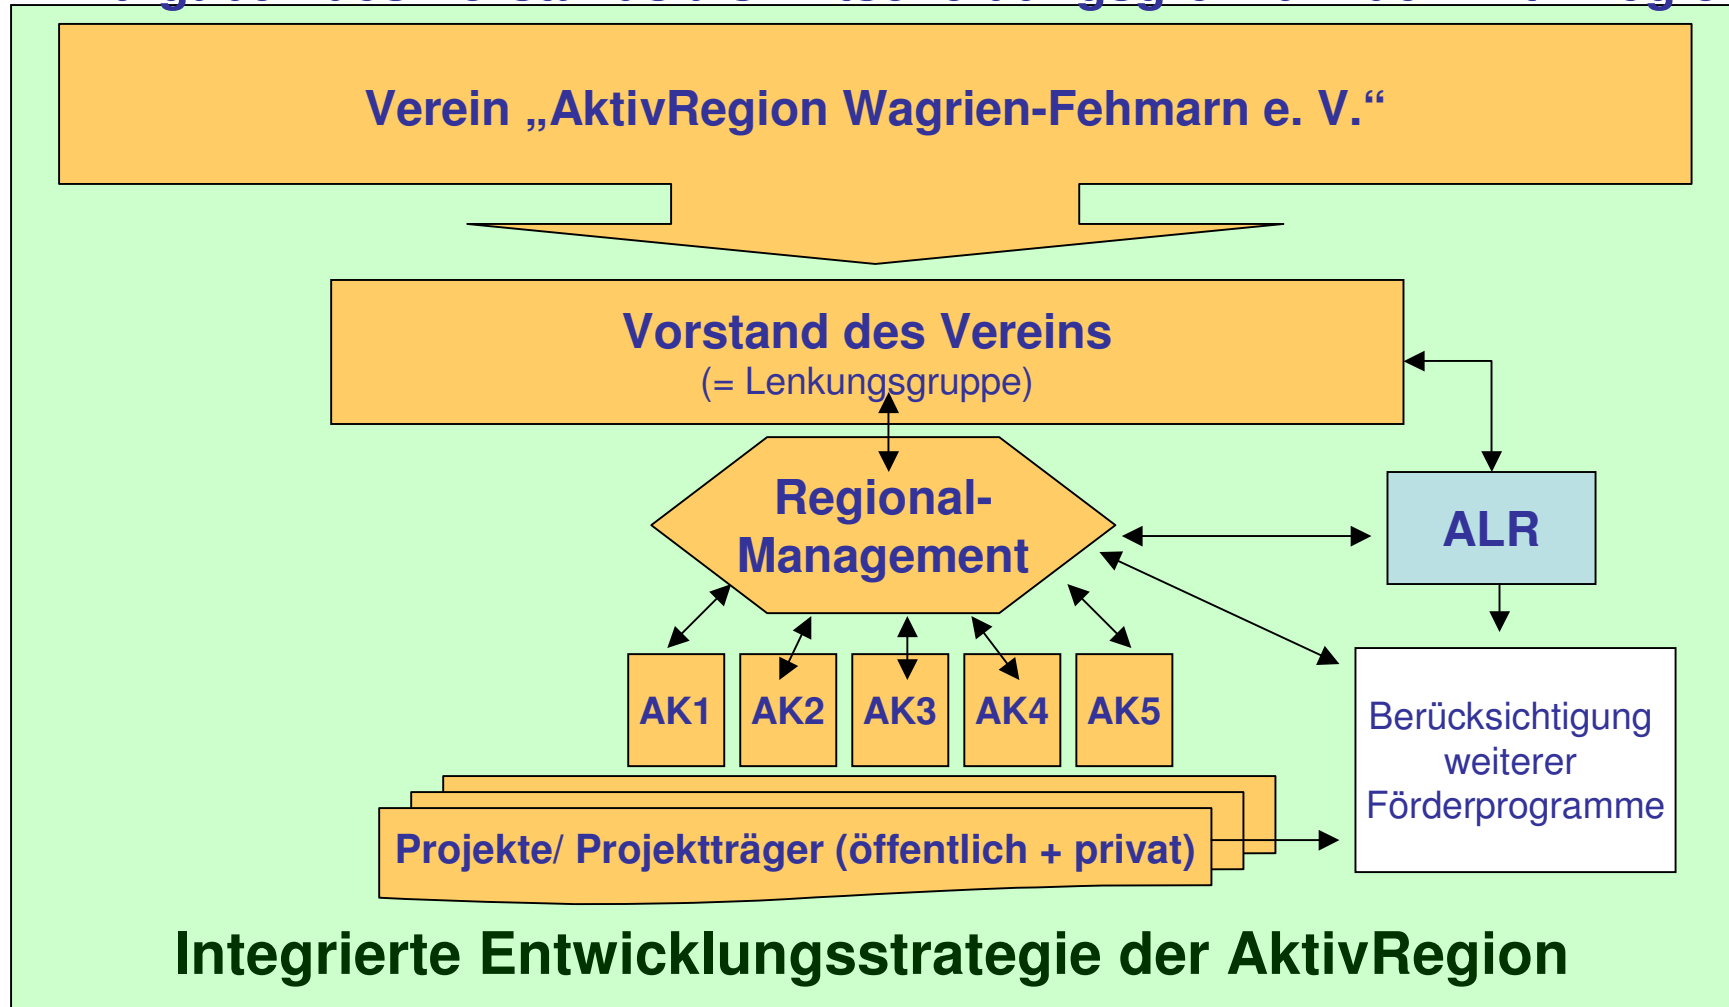 Verein „AktivRegion Wagrien-Fehmarn e. V.“
Vorstand des Vereins
(= Lenkungsgruppe)
Regional-
Management
ALR
AK1 AK2 AK3 AK4 AK5
Berücksichtigung
weiterer
Förderprogramme
Projekte/ Projektträger (öffentlich + privat)
Integrierte Entwicklungsstrategie der AktivRegion